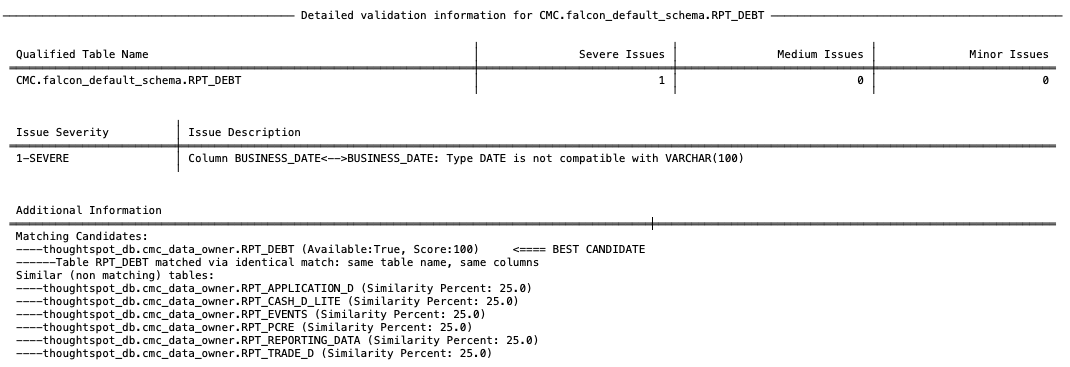 Detailed validation information for CMC.falcon_default_schema.RPT_DEBT
Qualified Table Name Severe Issues Medium Issues Minor Issues
CMC.falcon_default_schema.RPT_DEBT 1 0 0
Issue Severity Issue Description
1-SEVERE Column BUSINESS_DATE<-->BUSINESS_DATE: Type DATE is not compatible with VARCHAR(100)
Additional Information
Matching Candidates:
----thoughtspot_db.cmc_data_owner.RPT_DEBT (Available:True, Score:100) <==== BEST CANDIDATE
------Table RPT_DEBT matched via identical match: same table name, same columns
Similar (non matching) tables:
----thoughtspot_db.cmc_data_owner.RPT_APPLICATION_D (Similarity Percent: 25.0)
----thoughtspot_db.cmc_data_owner.RPT_CASH_D_LITE (Similarity Percent: 25.0)
----thoughtspot_db.cmc_data_owner.RPT_EVENTS (Similarity Percent: 25.0)
----thoughtspot_db.cmc_data_owner.RPT_PCRE (Similarity Percent: 25.0)
----thoughtspot_db.cmc_data_owner.RPT_REPORTING_DATA (Similarity Percent: 25.0)
----thoughtspot_db.cmc_data_owner.RPT_TRADE_D (Similarity Percent: 25.0)